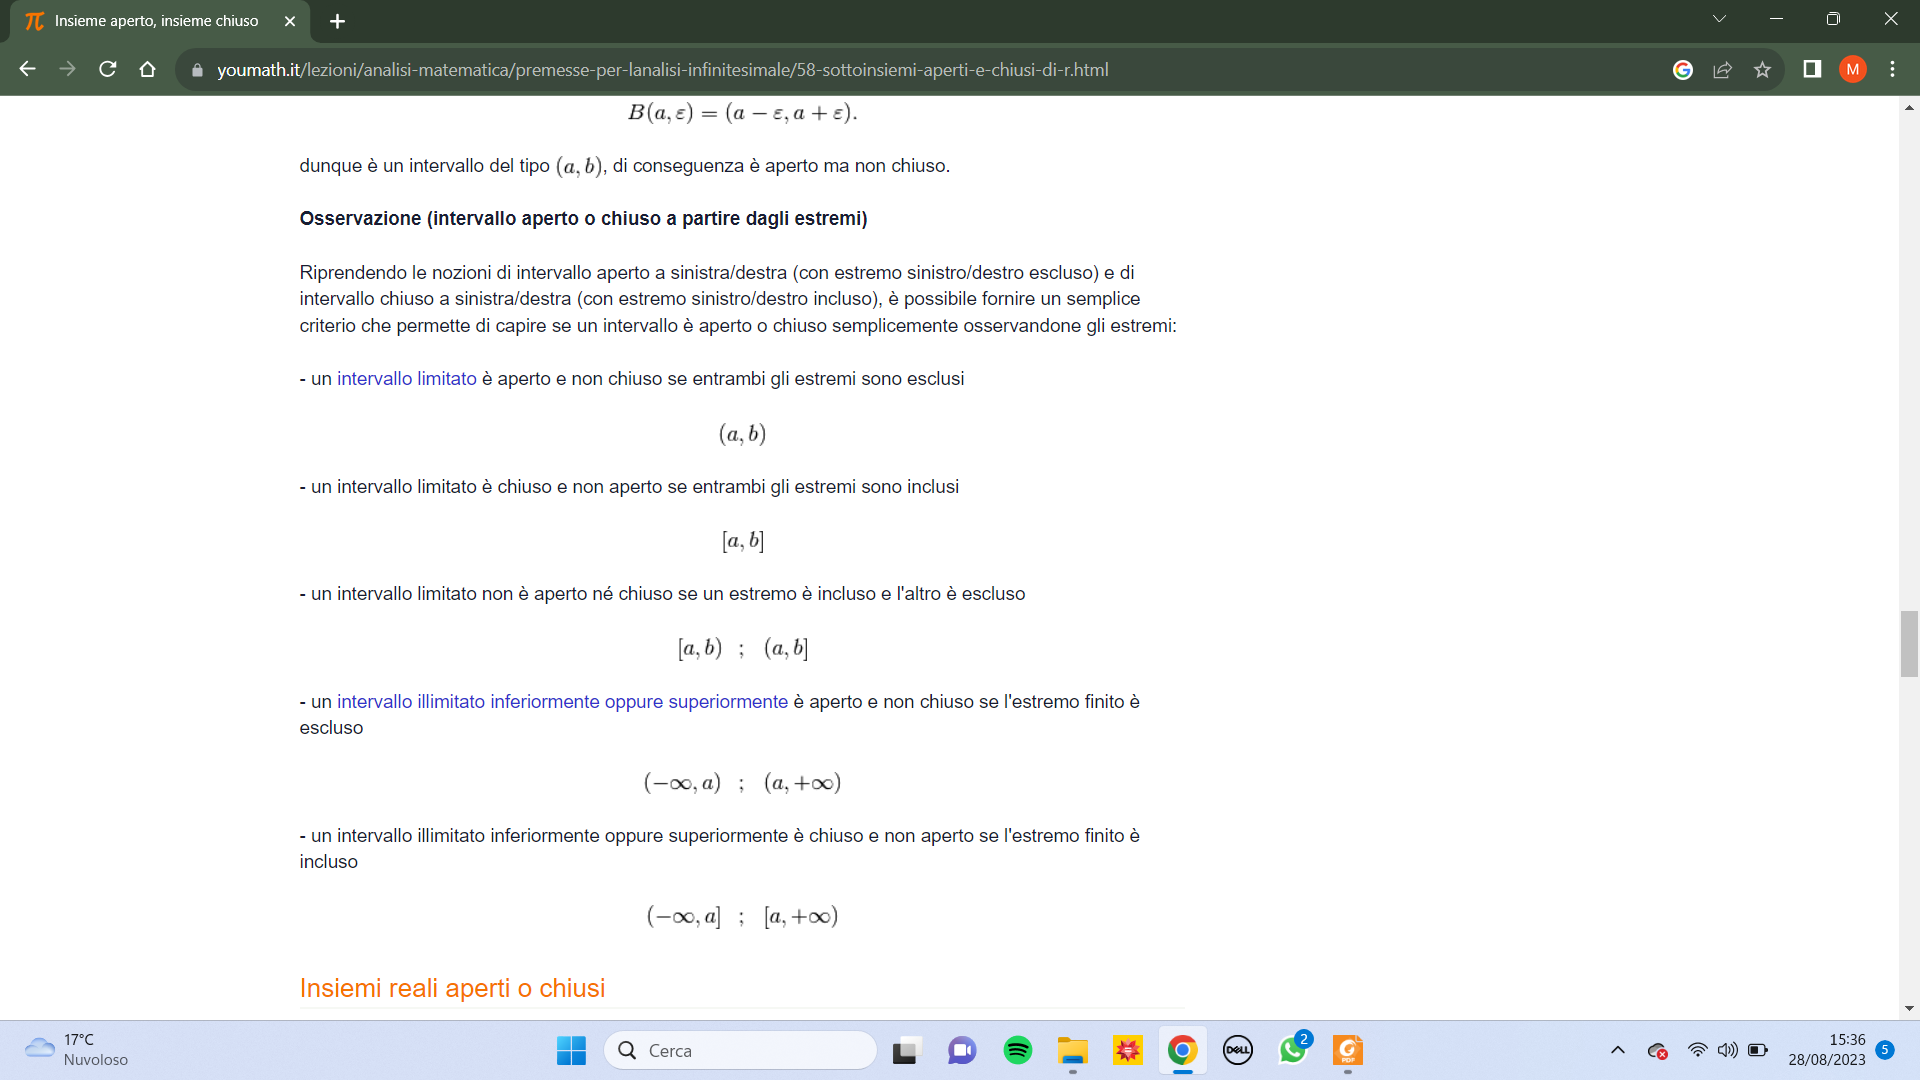 Insieme aperto, insieme chiuso
youmath.it/lezioni/analisi-matematica/premesse-per-lanalisi-infinitesimale/58-sottoinsiemi-aperti-e-chiusi-di-r.html
M
B(a, ε) = (a − ε, a + ε).
dunque è un intervallo del tipo (a, b), di conseguenza è aperto ma non chiuso.
Osservazione (intervallo aperto o chiuso a partire dagli estremi)
Riprendendo le nozioni di intervallo aperto a sinistra/destra (con estremo sinistro/destro escluso) e di
intervallo chiuso a sinistra/destra (con estremo sinistro/destro incluso), è possibile fornire un semplice
criterio che permette di capire se un intervallo è aperto o chiuso semplicemente osservandone gli estremi:
- un intervallo limitato è aperto e non chiuso se entrambi gli estremi sono esclusi
(a, b)
- un intervallo limitato è chiuso e non aperto se entrambi gli estremi sono inclusi
[a, b]
- un intervallo limitato non è aperto né chiuso se un estremo è incluso e l'altro è escluso
[a, b) ; (a, b]
- un intervallo illimitato inferiormente oppure superiormente è aperto e non chiuso se l'estremo finito è
escluso
(−∞, a) ; (a, +∞)
- un intervallo illimitato inferiormente oppure superiormente è chiuso e non aperto se l'estremo finito è
incluso
(−∞, a] ; [a, +∞)
Insiemi reali aperti o chiusi
17°C
Nuvoloso
Cerca
DELL
2
PDF
15:36
28/08/2023
5